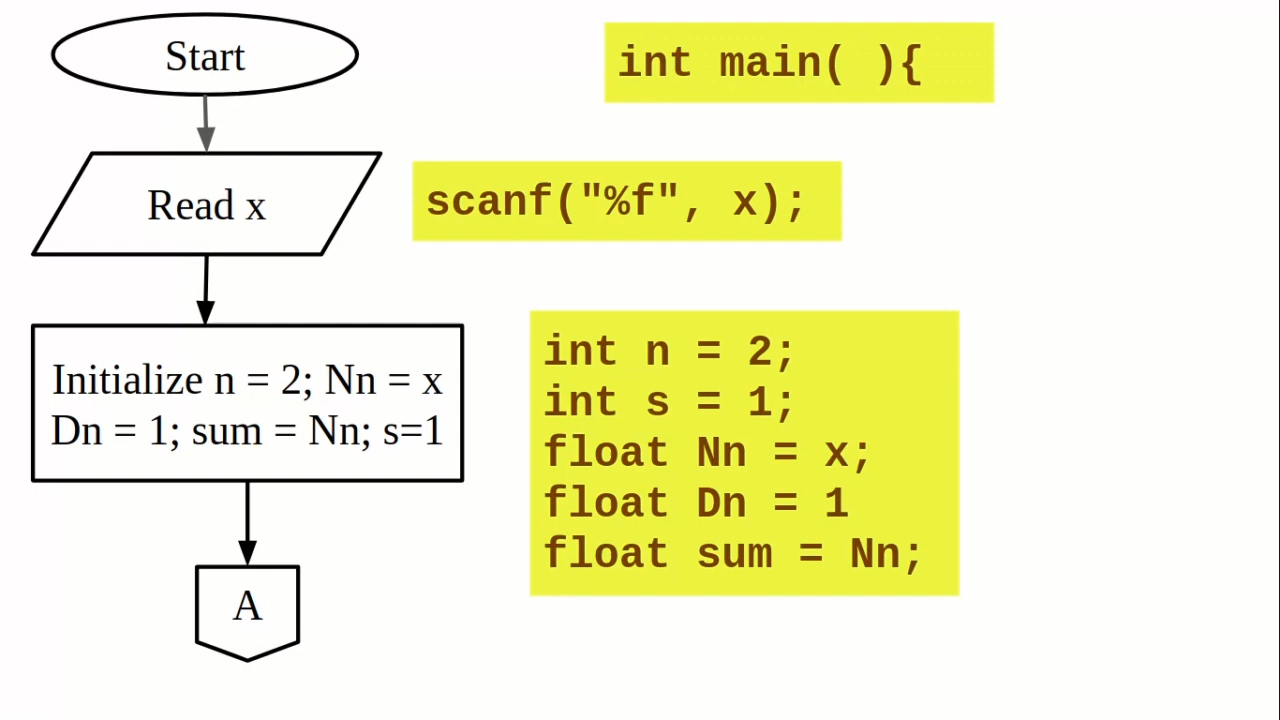 Start
int main( ){
Read x
scanf("%f", x);
Initialize n = 2; Nn = x
Dn = 1; sum = Nn; s=1
int n = 2;
int s = 1;
float Nn = x;
float Dn = 1
float sum = Nn;
A